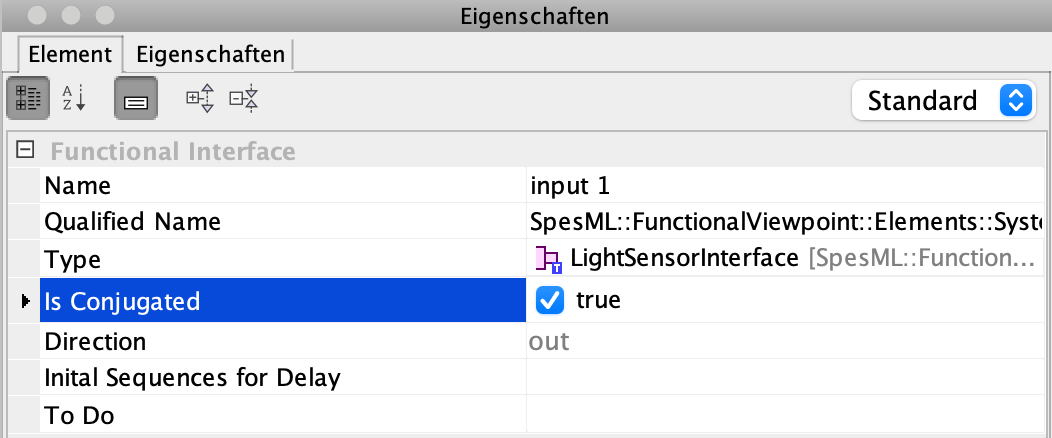 Eigenschaften
Element Eigenschaften
A
Z
Standard
Functional Interface
Name input 1
Qualified Name SpesML::FunctionalViewpoint::Elements::Syste
Type LightSensorInterface [SpesML::Function...
Is Conjugated true
Direction out
Inital Sequences for Delay
To Do